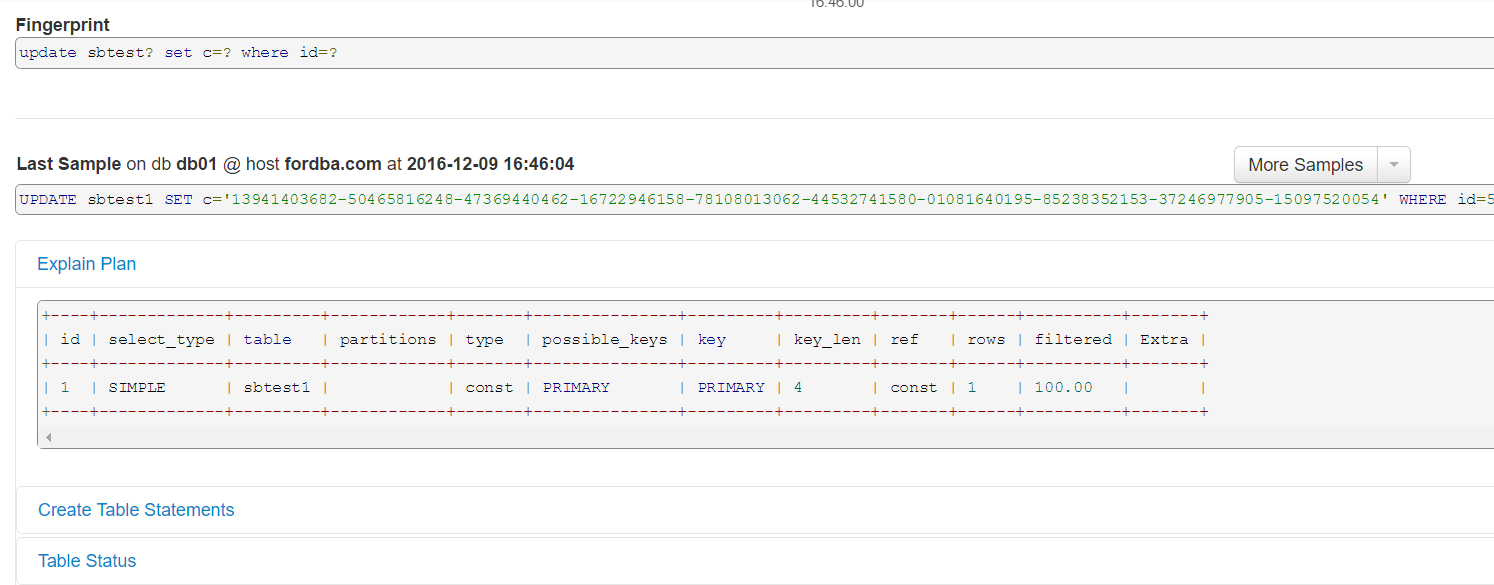 16:46:00
Fingerprint
update sbtest? set c=? where id=?
Last Sample on db db01 @ host fordba.com at 2016-12-09 16:46:04
More Samples
UPDATE sbtest1 SET c='13941403682-50465816248-47369440462-16722946158-78108013062-44532741580-01081640195-85238352153-37246977905-15097520054' WHERE id=5
Explain Plan
+----+-------------+---------+------------+-------+---------------+---------+---------+-------+------+----------+-------+
| id | select_type | table   | partitions | type  | possible_keys | key     | key_len | ref   | rows | filtered | Extra |
+----+-------------+---------+------------+-------+---------------+---------+---------+-------+------+----------+-------+
| 1  | SIMPLE      | sbtest1 |            | const | PRIMARY       | PRIMARY | 4       | const | 1    | 100.00   |       |
+----+-------------+---------+------------+-------+---------------+---------+---------+-------+------+----------+-------+
Create Table Statements
Table Status